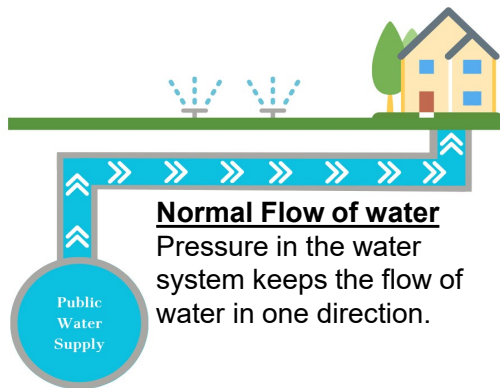 Normal Flow of water
Pressure in the water
system keeps the flow of
water in one direction.
Public
Water
Supply